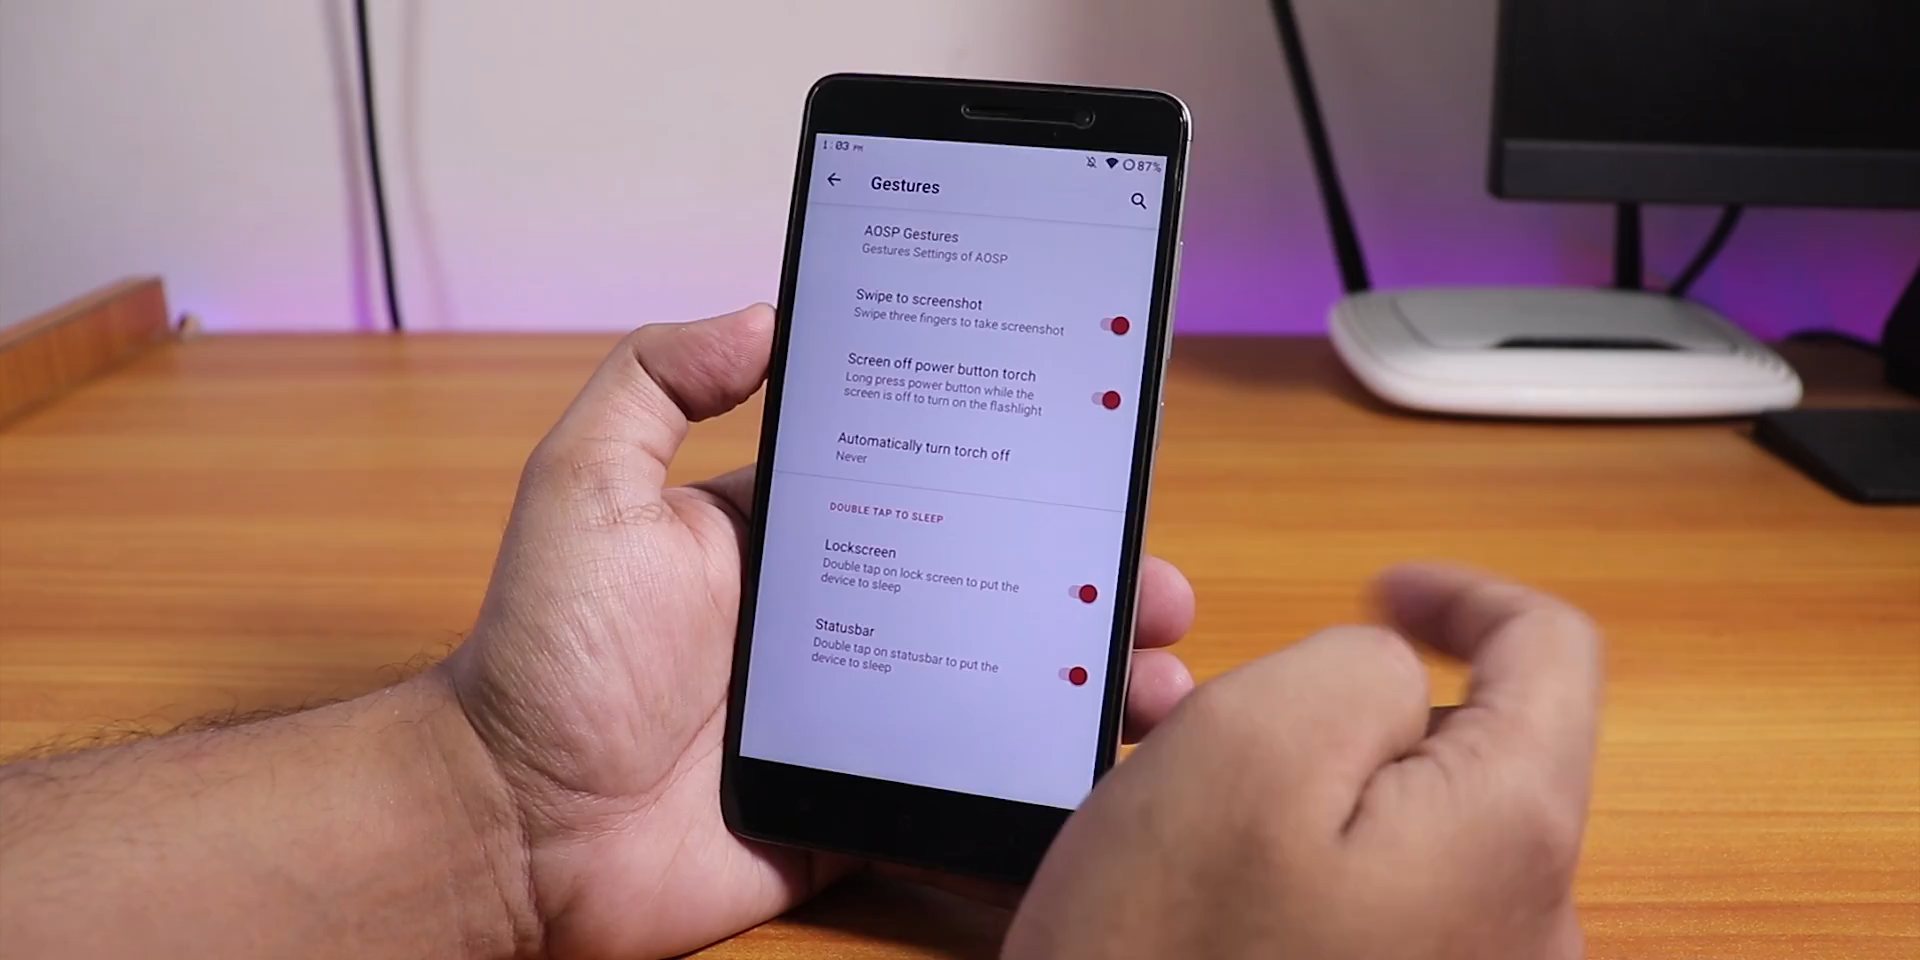 1:03 PM
87%
Gestures
AOSP Gestures
Gestures Settings of AOSP
Swipe to screenshot
Swipe three fingers to take screenshot
Screen off power button torch
Long press power button while the
screen is off to turn on the flashlight
Automatically turn torch off
Never
DOUBLE TAP TO SLEEP
Lockscreen
Double tap on lock screen to put the
device to sleep
Statusbar
Double tap on statusbar to put the
device to sleep